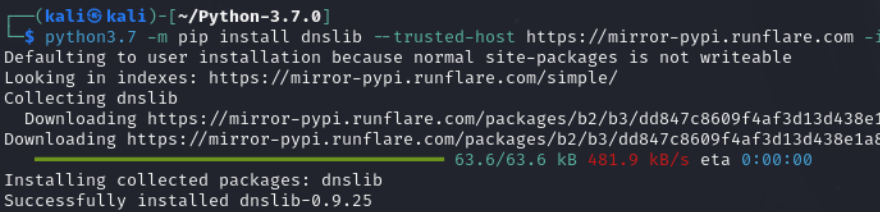 ┌──(kali㉿kali)-[~/Python-3.7.0]
└─$ python3.7 -m pip install dnslib --trusted-host https://mirror-pypi.runflare.com -i
Defaulting to user installation because normal site-packages is not writeable
Looking in indexes: https://mirror-pypi.runflare.com/simple/
Collecting dnslib
  Downloading https://mirror-pypi.runflare.com/packages/b2/b3/dd847c8609f4af3d13d438e1
Downloading https://mirror-pypi.runflare.com/packages/b2/b3/dd847c8609f4af3d13d438e1a8
63.6/63.6 kB 481.9 kB/s eta 0:00:00
Installing collected packages: dnslib
Successfully installed dnslib-0.9.25